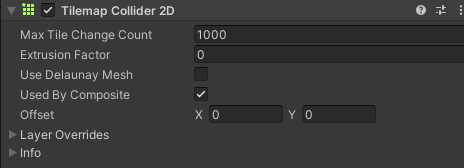 Tilemap Collider 2D
Max Tile Change Count 1000
Extrusion Factor 0
Use Delaunay Mesh
Used By Composite
Offset X 0 Y 0
Layer Overrides
Info